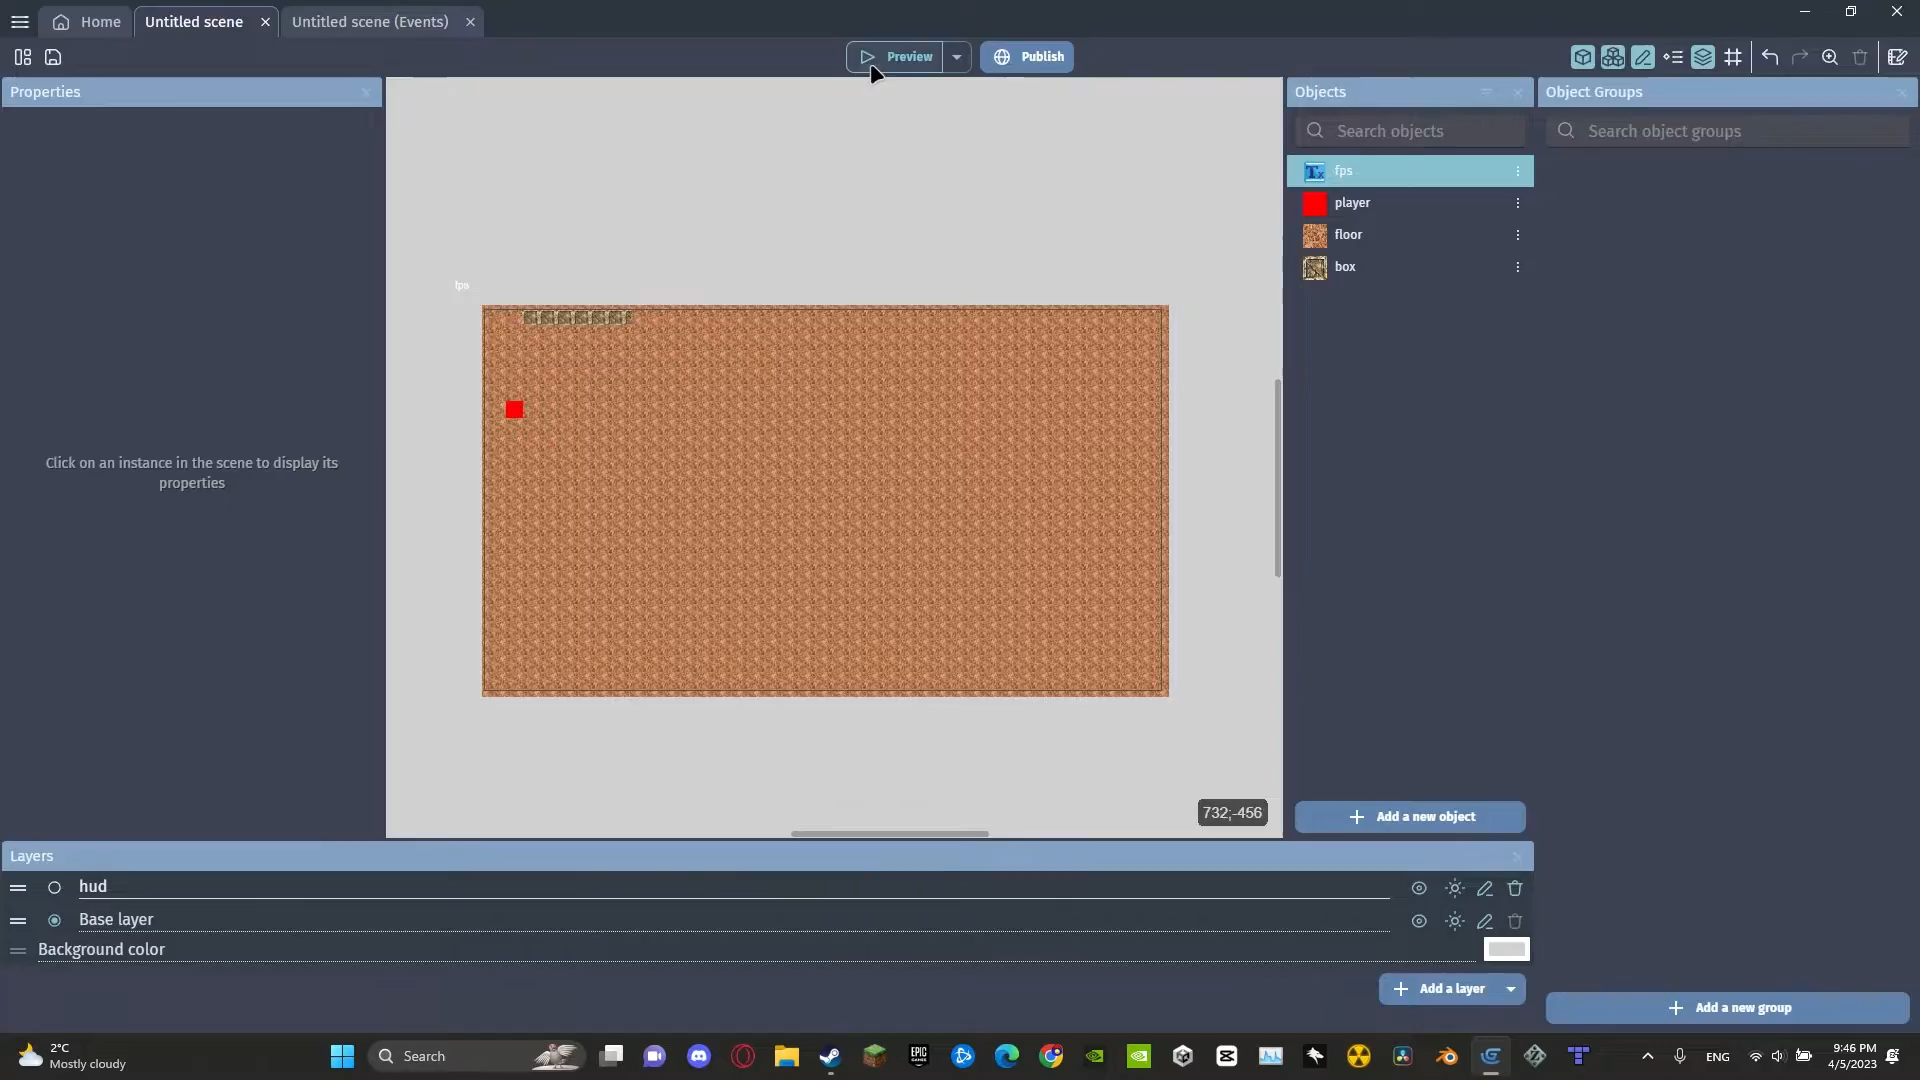 Home
Untitled scene
Untitled scene (Events)
Preview
Publish
Properties
Objects
Object Groups
Search objects
Search object groups
fps
player
floor
box
fps
Click on an instance in the scene to display its
properties
732;-456
Add a new object
Layers
hud
Base layer
Background color
Add a layer
Add a new group
2°C
Mostly cloudy
Search
EPIC
GAMES
ENG
9:46 PM
4/5/2023